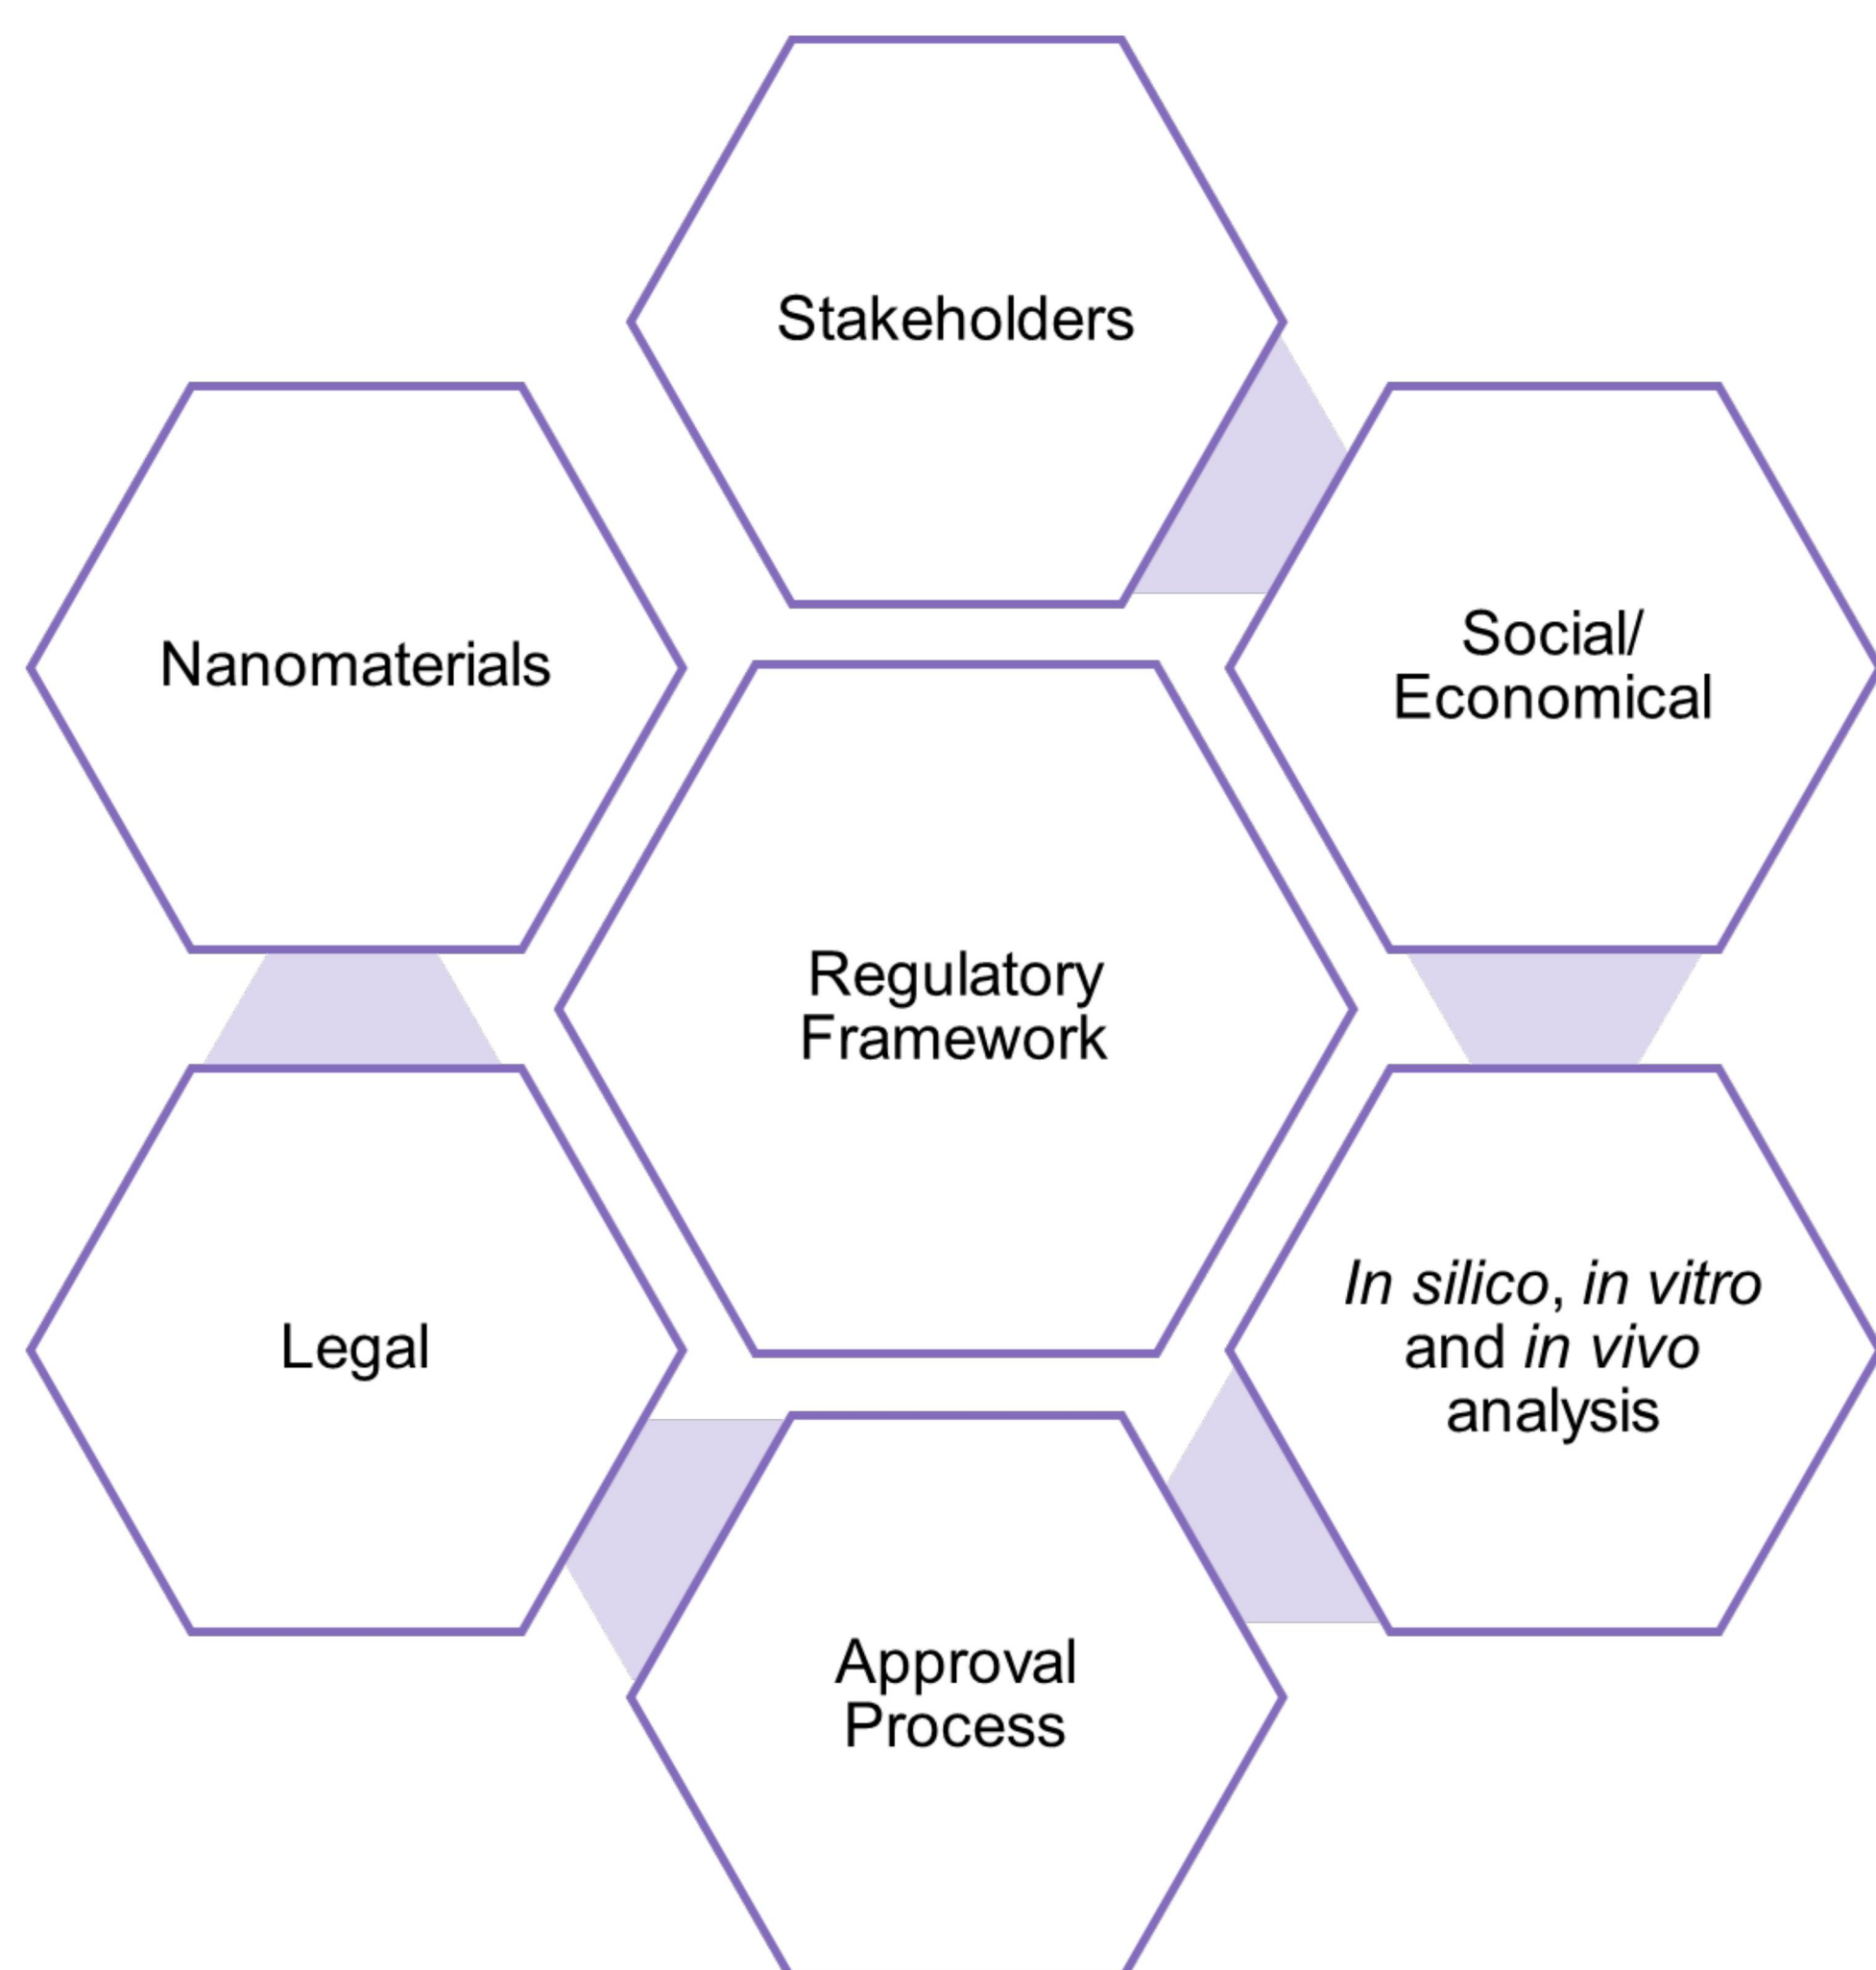 Stakeholders
Nanomaterials
Social/
Economical
Regulatory
Framework
Legal
In silico, in vitro
and in vivo
analysis
Approval
Process